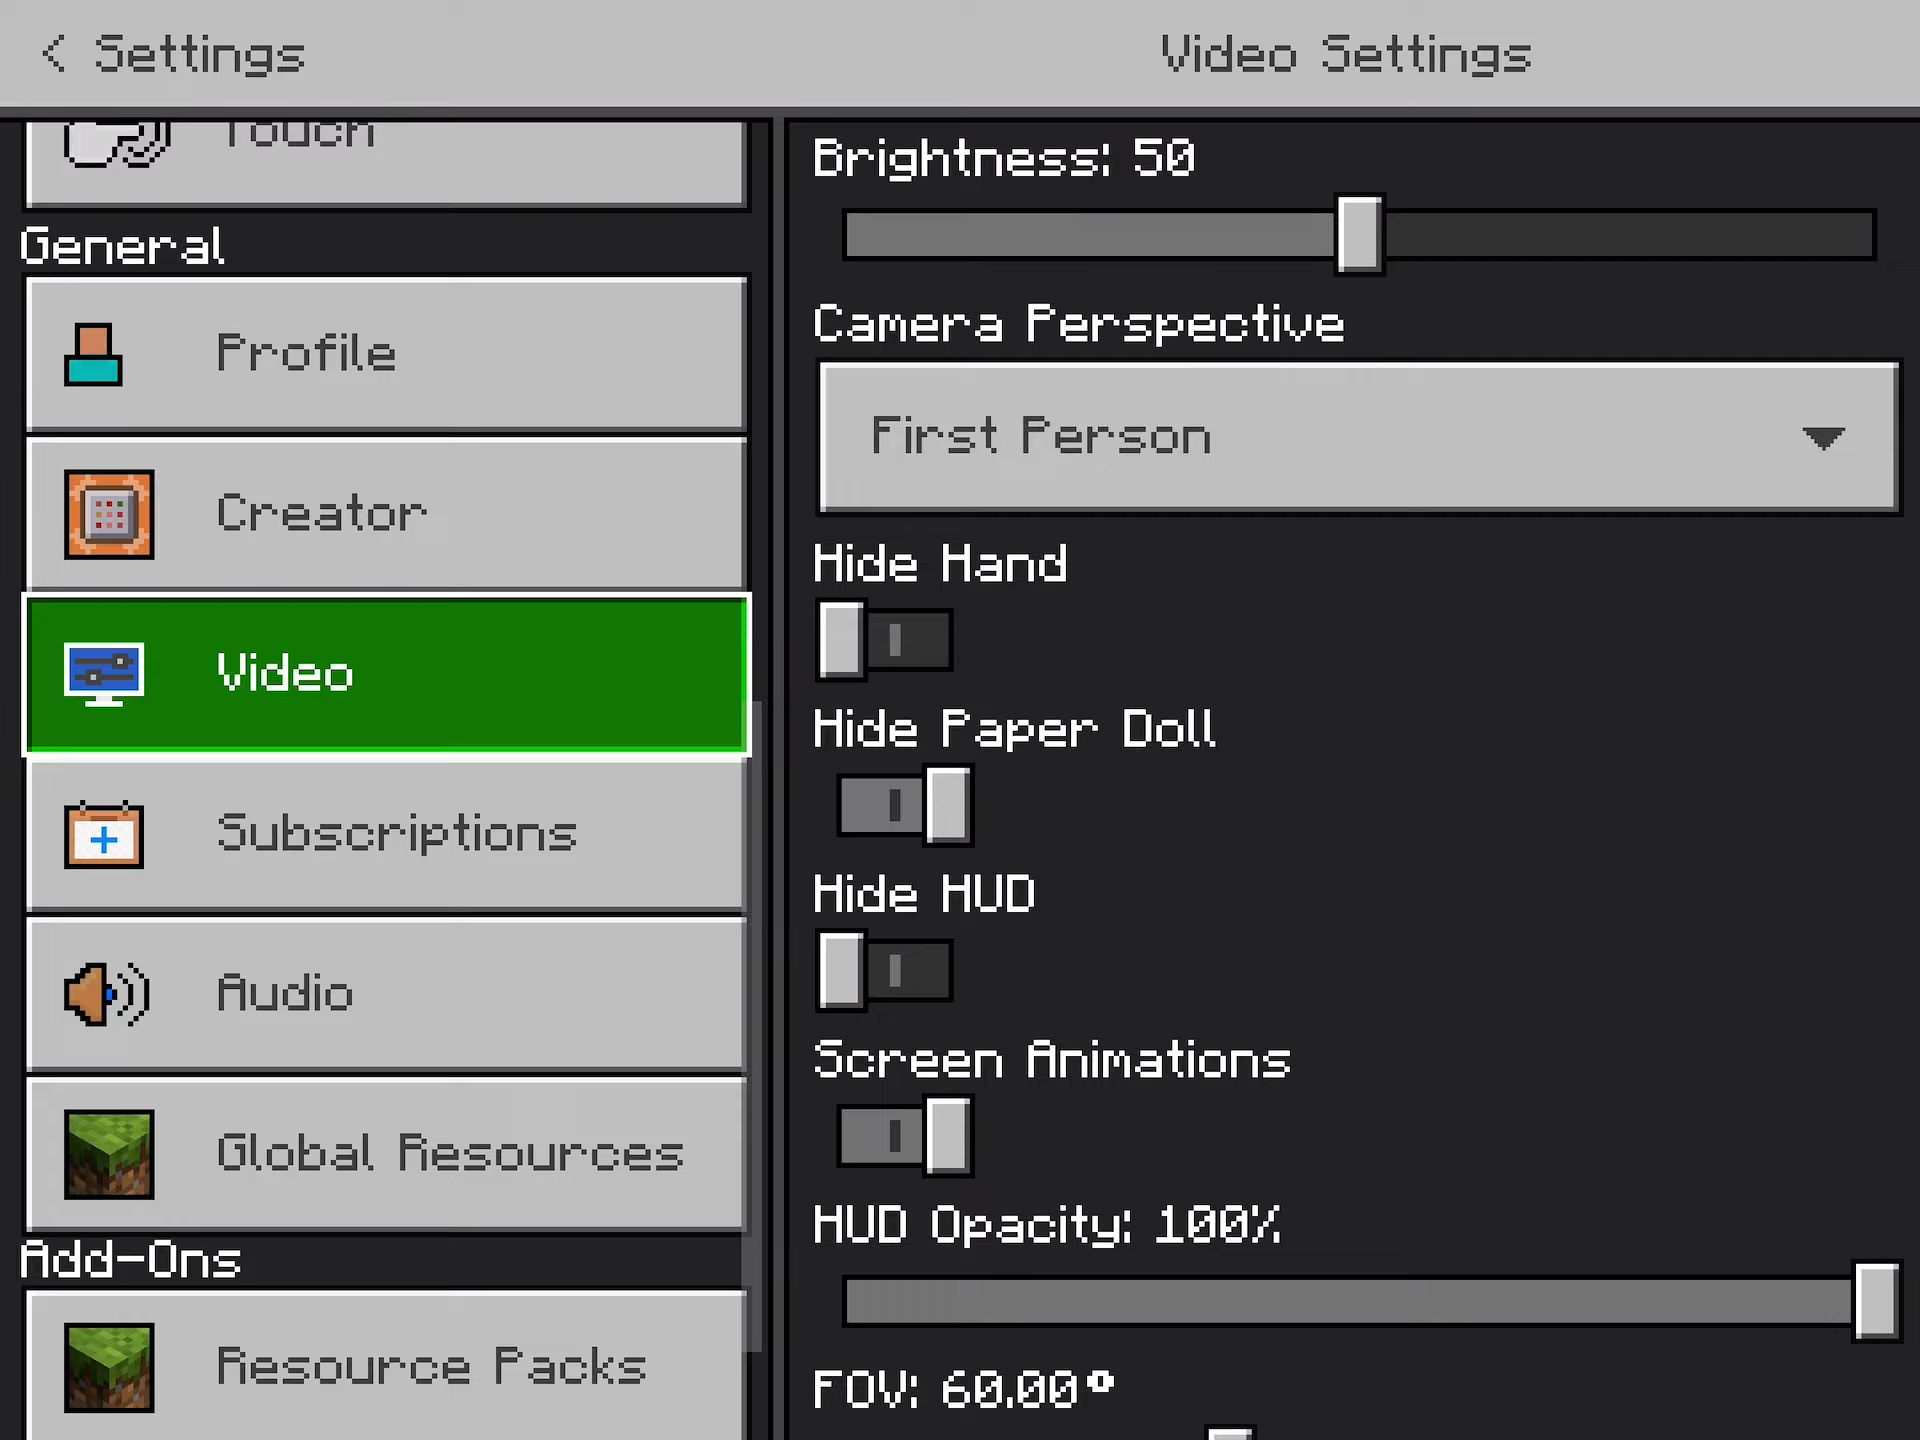 < Settings
Video Settings
Touch
General
Profile
Creator
Video
Subscriptions
Audio
Global Resources
Add-Ons
Resource Packs
Brightness: 50
Camera Perspective
First Person
Hide Hand
Hide Paper Doll
Hide HUD
Screen Animations
HUD Opacity: 100%
FOV: 60.00°